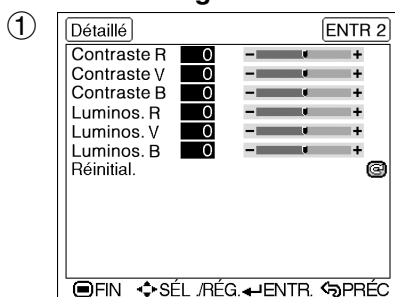 ①
Détaillé ENTR 2
Contraste R 0 - +
Contraste V 0 - +
Contraste B 0 - +
Luminos. R 0 - +
Luminos. V 0 - +
Luminos. B 0 - +
Réinitial.
FIN SÉL ./RÉG. ENTR. PRÉC